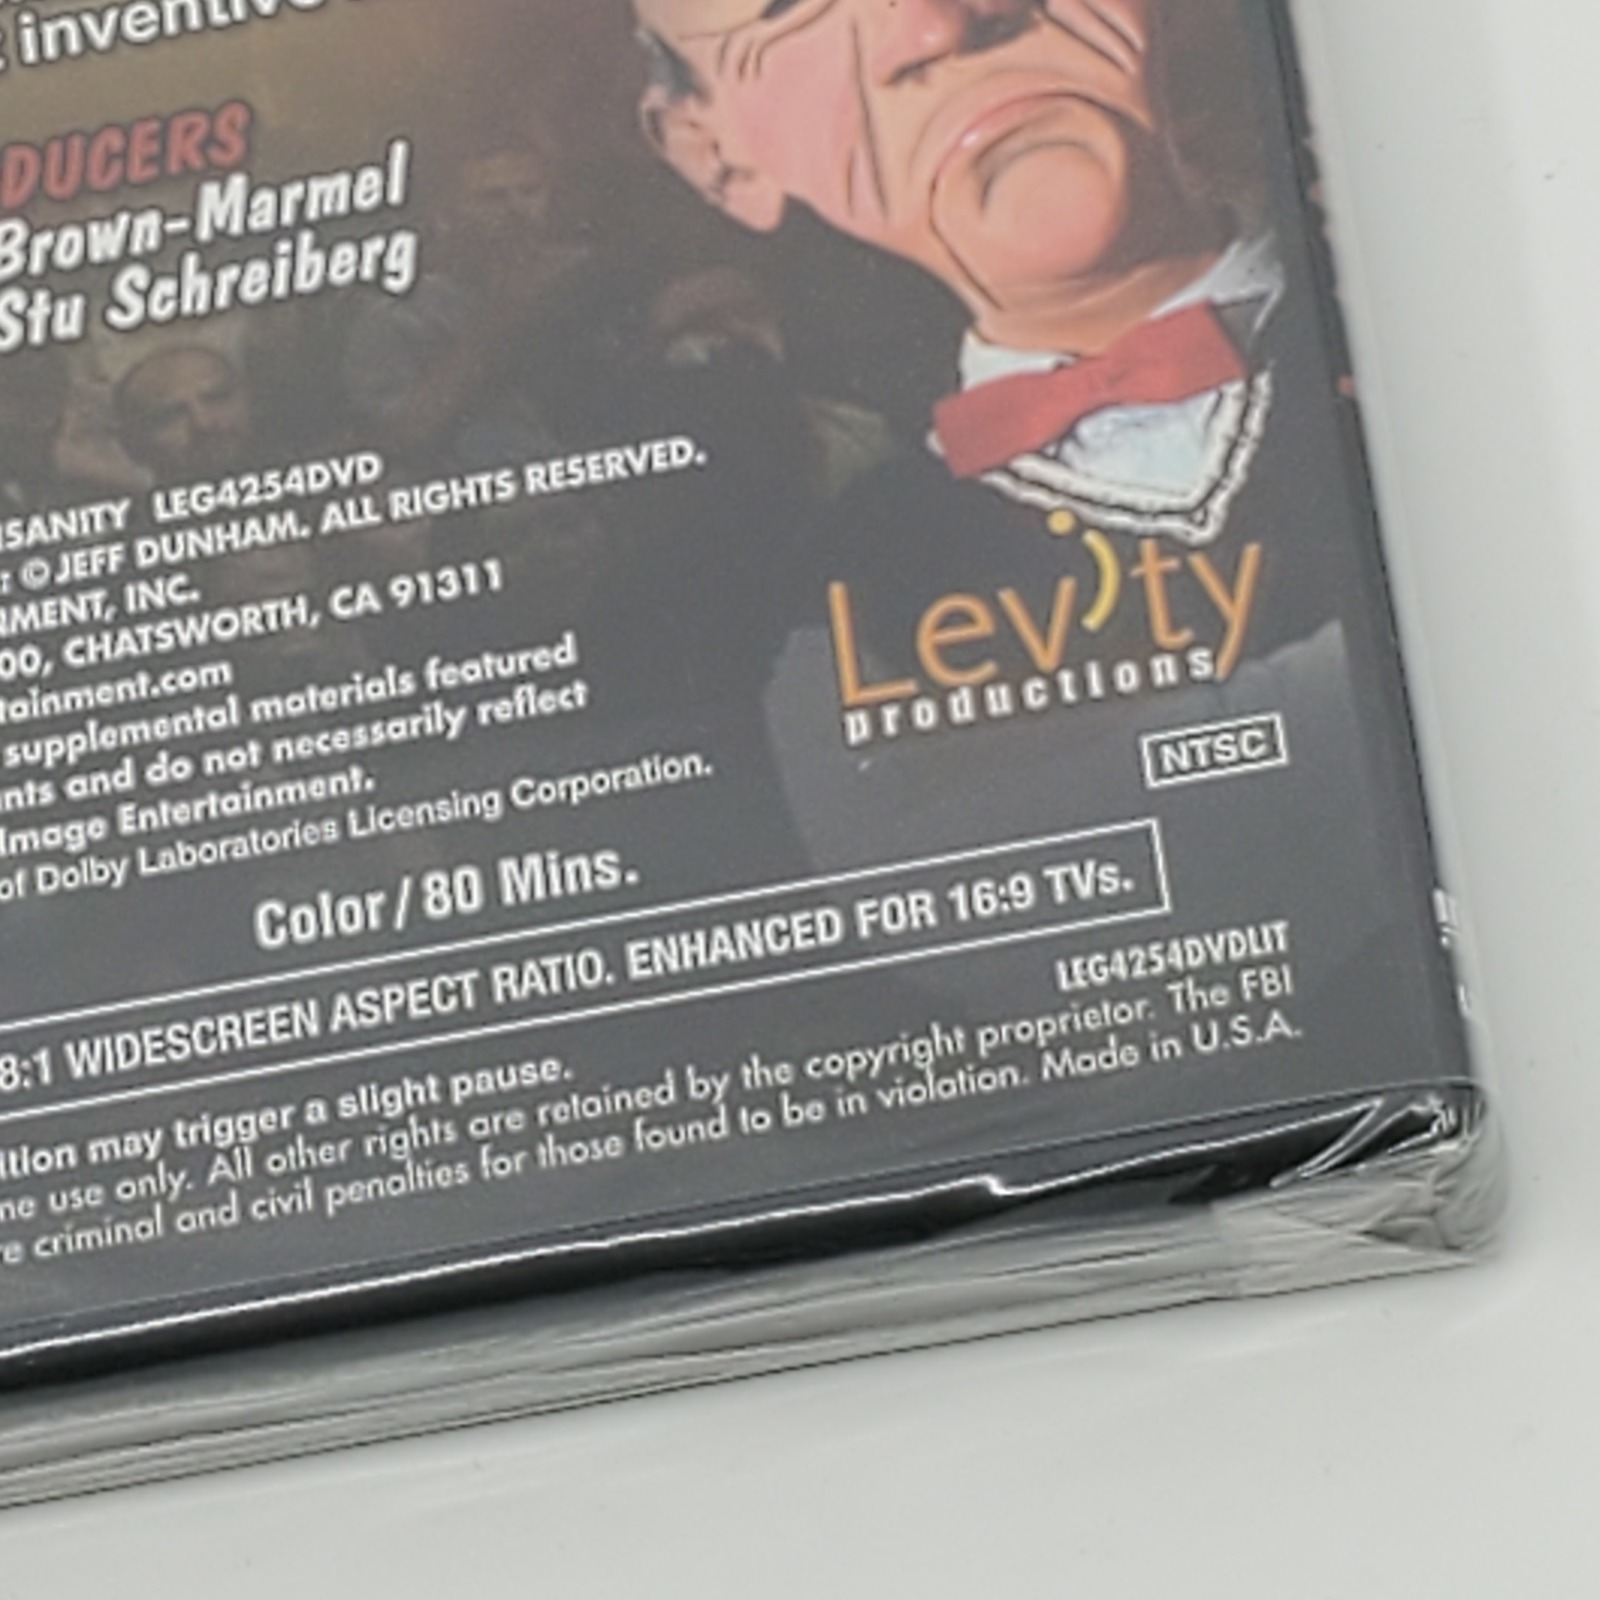 inventive
DUCERS
Brown-Marmel
Stu Schreiberg
SANITY LEG4254DVD
: © JEFF DUNHAM. ALL RIGHTS RESERVED.
NMENT, INC.
00, CHATSWORTH, CA 91311
tainment.com
supplemental materials featured
nts and do not necessarily reflect
Image Entertainment.
of Dolby Laboratories Licensing Corporation.
Levity
productions
NTSC
Color / 80 Mins.
8:1 WIDESCREEN ASPECT RATIO. ENHANCED FOR 16:9 TVs.
LEG4254DVDLIT
ition may trigger a slight pause.
me use only. All other rights are retained by the copyright proprietor. The FBI
re criminal and civil penalties for those found to be in violation. Made in U.S.A.